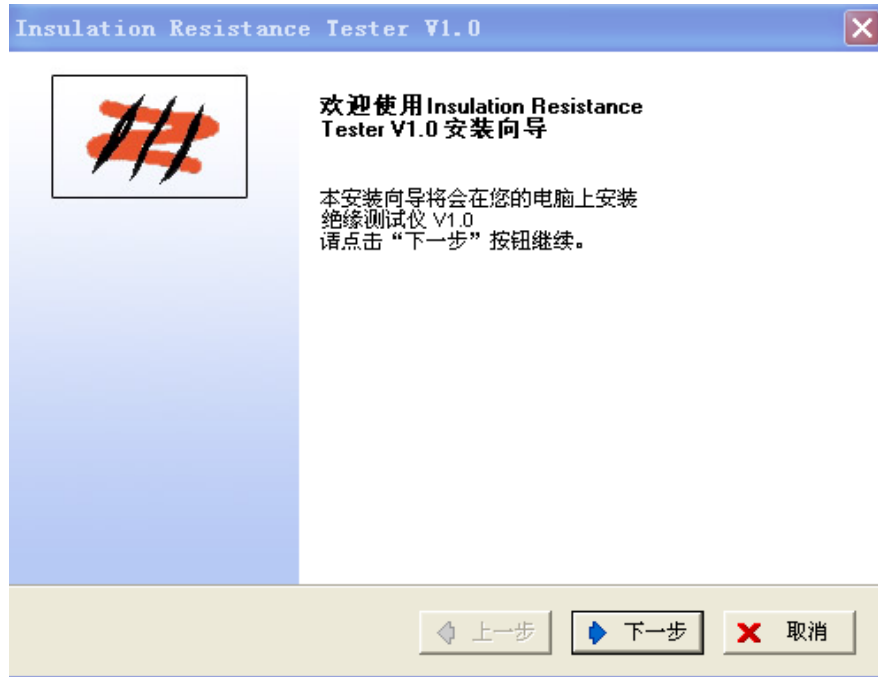 Insulation Resistance Tester V1.0
欢迎使用Insulation Resistance
Tester V1.0 安装向导
本安装向导将会在您的电脑上安装
绝缘测试仪 V1.0
请点击“下一步”按钮继续。
上一步
下一步
取消